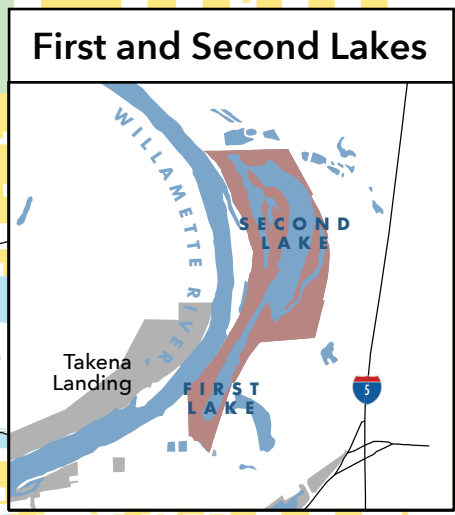 First and Second Lakes
WILLAMETTE RIVER
SECOND
LAKE
Takena
Landing
FIRST
LAKE
5